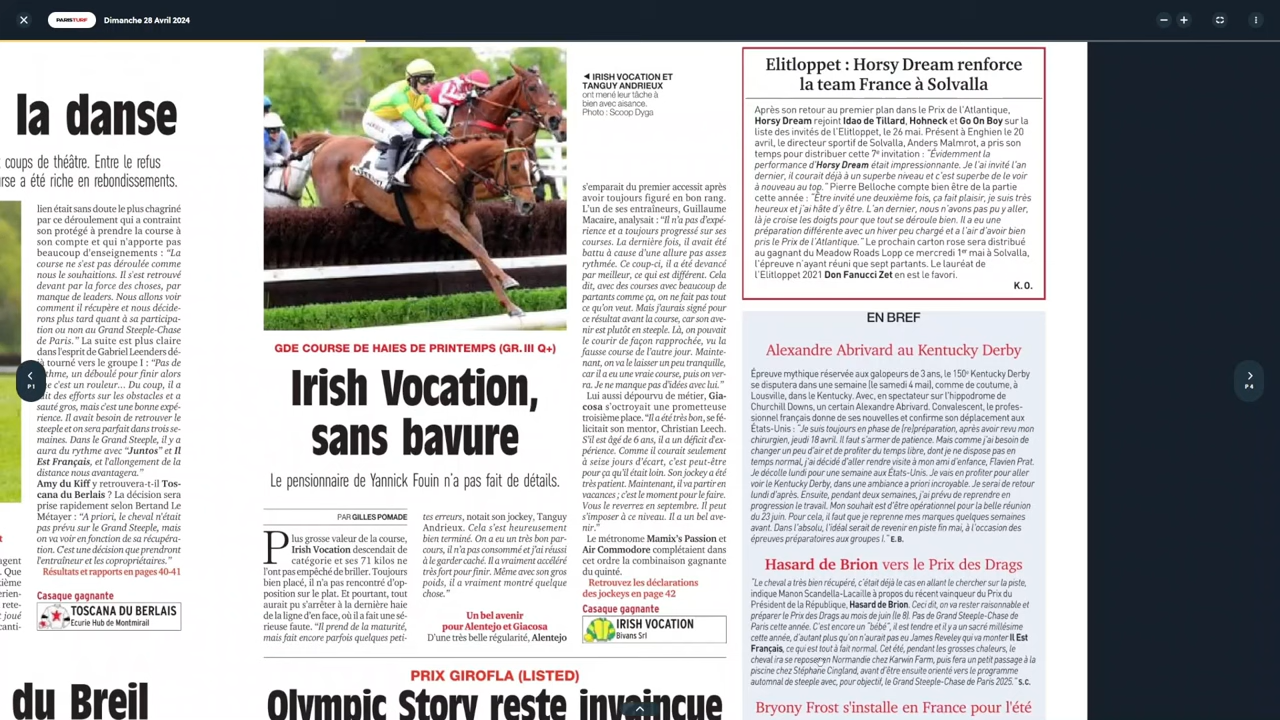 PARISTURF
Dimanche 28 Avril 2024
la danse
coups de théâtre. Entre le refus
rse a été riche en rebondissements.
lien était sans doute le plus chagriné
par ce déroulement qui a contraint
son protégé à prendre la course à
son compte et qui n'apporte pas
beaucoup d'enseignements : “La
course ne s'est pas déroulée comme
nous le souhaitions. Il s'est retrouvé
devant par la force des choses, par
manque de leaders. Nous allons voir
comment il récupère et nous décide-
rons plus tard quant à sa participa-
tion ou non au Grand Steeple-Chase
de Paris.” La suite est plus claire
dans l'esprit de Gabriel Leenders dé-
jà tourné vers le groupe I : “Pas de
rythme, un déboulé pour finir alors
que c'est un rouleur... Du coup, il a
fait des efforts sur les obstacles et a
sauté gros, mais c'est une bonne expé-
rience. Il avait besoin de retrouver le
steeple et on sera parfait dans trois se-
maines. Dans le Grand Steeple, il y a
aura du rythme avec “Juntos” et Il
Est Français, et l'allongement de la
distance nous avantagera.”
Amy du Kiff y retrouvera-t-il Tos-
cana du Berlais ? La décision sera
prise rapidement selon Bertrand Le
Métayer : “A priori, le cheval n'était
pas prévu sur le Grand Steeple, mais
on va voir en fonction de sa récupéra-
tion. C'est une décision que prendront
l'entraîneur et les copropriétaires.”
Résultats et rapports en pages 40-41
Casaque gagnante
TOSCANA DU BERLAIS
Ecurie Hub de Montmirail
du Breil
P 1
GDE COURSE DE HAIES DE PRINTEMPS (GR. III Q+)
Irish Vocation,
sans bavure
Le pensionnaire de Yannick Fouin n'a pas fait de détails.
PAR GILLES POMADE
Plus grosse valeur de la course,
Irish Vocation descendait de
catégorie et ses 71 kilos ne
l'ont pas empêché de briller. Toujours
bien placé, il n'a pas rencontré d'op-
position sur le plat. Et pourtant, tout
aurait pu s'arrêter à la dernière haie
de la ligne d'en face, où il a fait une sé-
rieuse faute. “Il prend de la maturité,
mais fait encore parfois quelques peti-
tes erreurs, notait son jockey, Tanguy
Andrieux. Cela s'est heureusement
bien terminé. On a eu un très bon par-
cours, il n'a pas consommé et j'ai réussi
à le garder caché. Il a vraiment accéléré
très fort pour finir. Même avec son gros
poids, il a vraiment montré quelque
chose.”
Un bel avenir
pour Alentejo et Giacosa
D'une très belle régularité, Alentejo
◄ IRISH VOCATION ET
TANGUY ANDRIEUX
ont mené leur tâche à
bien avec aisance.
Photo : Scoop Dyga
s'emparait du premier accessit après
avoir toujours figuré en bon rang.
L'un de ses entraîneurs, Guillaume
Macaire, analysait : “Il n'a pas d'expé-
rience et a toujours progressé sur ses
courses. La dernière fois, il avait été
battu à cause d'une allure pas assez
rythmée. Ce coup-ci, il a été devancé
par meilleur, ce qui est différent. Cela
dit, avec des courses avec beaucoup de
partants comme ça, on ne fait pas tout
ce qu'on veut. Mais j'aurais signé pour
ce résultat avant la course, car son ave-
nir est plutôt en steeple. Là, on pouvait
le courir de façon rapprochée, vu la
fausse course de l'autre jour. Mainte-
nant, on va le laisser un peu tranquille,
car il a eu une vraie course, puis on ver-
ra. Je ne manque pas d'idées avec lui.”
Lui aussi dépourvu de métier, Gia-
cosa s'octroyait une prometteuse
troisième place. “Il a été très bon, se fé-
licitait son mentor, Christian Leech.
S'il est âgé de 6 ans, il a un déficit d'ex-
périence. Comme il courait seulement
à seize jours d'écart, c'est peut-être
pour ça qu'il était loin. Son jockey a été
très patient. Maintenant, il va partir en
vacances ; c'est le moment pour le faire.
Vous le reverrez en septembre. Il peut
s'imposer à ce niveau. Il a un bel ave-
nir.”
Le métronome Mamix's Passion et
Air Commodore complétaient dans
cet ordre la combinaison gagnante
du quinté.
Retrouvez les déclarations
des jockeys en page 42
Casaque gagnante
IRISH VOCATION
Bivans Srl
PRIX GIROFLA (LISTED)
Olympic Story reste invaincue
Elitloppet : Horsy Dream renforce
la team France à Solvalla
Après son retour au premier plan dans le Prix de l'Atlantique,
Horsy Dream rejoint Idao de Tillard, Hohneck et Go On Boy sur la
liste des invités de l'Elitloppet, le 26 mai. Présent à Enghien le 20
avril, le directeur sportif de Solvalla, Anders Malmrot, a pris son
temps pour distribuer cette 7e invitation : “Évidemment la
performance d'Horsy Dream était impressionnante. Je l'ai invité l'an
dernier, il courait déjà à un superbe niveau et c'est superbe de le voir
à nouveau au top.” Pierre Belloche compte bien être de la partie
cette année : “Être invité une deuxième fois, ça fait plaisir, je suis très
heureux et j'ai hâte d'y être. L'an dernier, nous n'avons pas pu y aller,
là je croise les doigts pour que tout se déroule bien. Il a eu une
préparation différente avec un hiver peu chargé et a l'air d'avoir bien
pris le Prix de l'Atlantique.” Le prochain carton rose sera distribué
au gagnant du Meadow Roads Lopp ce mercredi 1er mai à Solvalla,
l'épreuve n'ayant réuni que sept partants. Le lauréat de
l'Elitloppet 2021 Don Fanucci Zet en est le favori.
K. O.
EN BREF
Alexandre Abrivard au Kentucky Derby
Épreuve mythique réservée aux galopeurs de 3 ans, le 150e Kentucky Derby
se disputera dans une semaine (le samedi 4 mai), comme de coutume, à
Lousville, dans le Kentucky. Avec, en spectateur sur l'hippodrome de
Churchill Downs, un certain Alexandre Abrivard. Convalescent, le profes-
sionnel français donne de ses nouvelles et confirme son déplacement aux
États-Unis : “Je suis toujours en phase de (re)préparation, après avoir revu mon
chirurgien, jeudi 18 avril. Il faut s'armer de patience. Mais comme j'ai besoin de
changer un peu d'air et de profiter du temps libre, dont je ne dispose pas en
temps normal, j'ai décidé d'aller rendre visite à mon ami d'enfance, Flavien Prat.
Je décolle lundi pour une semaine aux États-Unis. Je vais en profiter pour aller
voir le Kentucky Derby, dans une ambiance a priori incroyable. Je serai de retour
lundi d'après. Ensuite, pendant deux semaines, j'ai prévu de reprendre en
progression le travail. Mon souhait est d'être opérationnel pour la belle réunion
du 23 juin. Pour cela, il faut que je reprenne mes marques quelques semaines
avant. Dans l'absolu, l'idéal serait de revenir en piste fin mai, à l'occasion des
épreuves préparatoires aux groupes I.” E. B.
Hasard de Brion vers le Prix des Drags
“Le cheval a très bien récupéré, c'était déjà le cas en allant le chercher sur la piste,
indique Manon Scandella-Lacaille à propos du récent vainqueur du Prix du
Président de la République, Hasard de Brion. Ceci dit, on va rester raisonnable et
préparer le Prix des Drags au mois de juin (le 8). Pas de Grand Steeple-Chase de
Paris cette année. C'est encore un “bébé”, il est tendre et il y a un sacré millésime
cette année, d'autant plus qu'on n'aurait pas eu James Reveley qui va monter Il Est
Français, ce qui est tout à fait normal. Cet été, pendant les grosses chaleurs, le
cheval ira se reposer en Normandie chez Karwin Farm, puis fera un petit passage à la
piscine chez Stéphane Cingland, avant d'être ensuite orienté vers le programme
automnal de steeple avec, pour objectif, le Grand Steeple-Chase de Paris 2025.” S.C.
Bryony Frost s'installe en France pour l'été
P 4